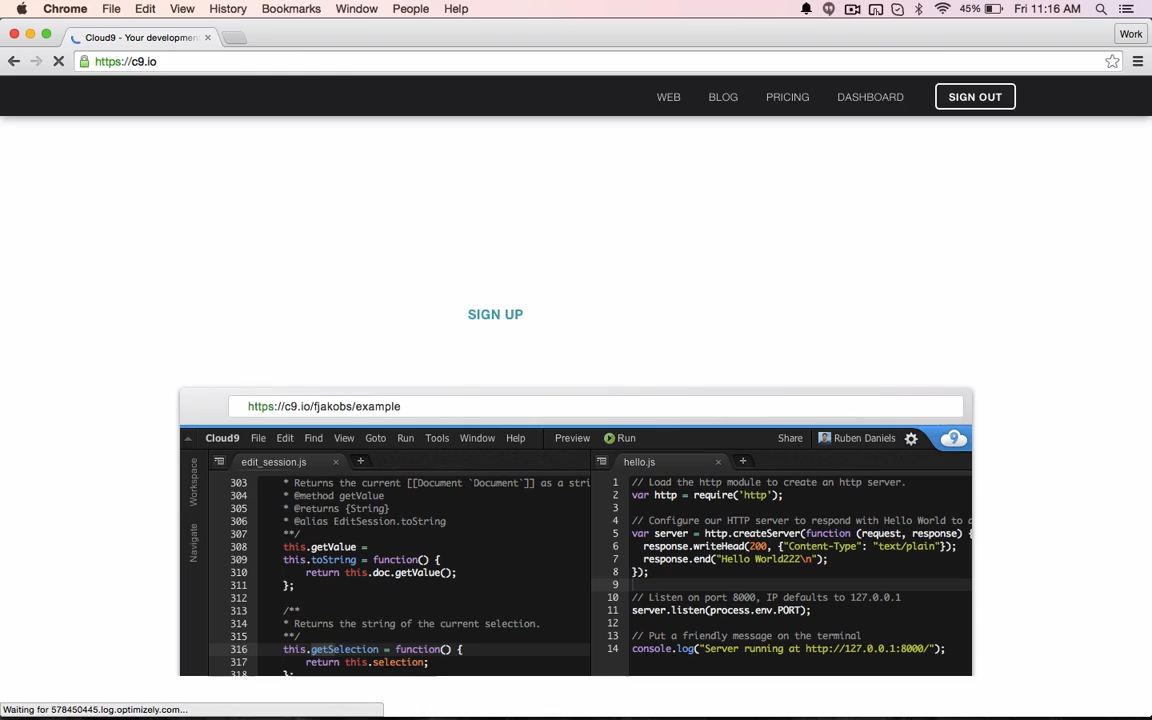 Chrome File Edit View History Bookmarks Window People Help 45% Fri 11:16 AM
Cloud9 - Your developmen Work
https://c9.io
WEB BLOG PRICING DASHBOARD SIGN OUT
SIGN UP
https://c9.io/fjakobs/example
Cloud9 File Edit Find View Goto Run Tools Window Help Preview Run Share Ruben Daniels 9
Workspace
Navigate
edit_session.js
303 * Returns the current [[Document `Document`]] as a stri
304 * @method getValue
305 * @returns {String}
306 * @alias EditSession.toString
307 **/
308 this.getValue =
309 this.toString = function() {
310 return this.doc.getValue();
311 };
312
313 /**
314 * Returns the string of the current selection.
315 **/
316 this.getSelection = function() {
317 return this.selection;
318 };
hello.js
1 // Load the http module to create an http server.
2 var http = require('http');
3
4 // Configure our HTTP server to respond with Hello World to a
5 var server = http.createServer(function (request, response) {
6 response.writeHead(200, {"Content-Type": "text/plain"});
7 response.end("Hello World222\n");
8 });
9
10 // Listen on port 8000, IP defaults to 127.0.0.1
11 server.listen(process.env.PORT);
12
13 // Put a friendly message on the terminal
14 console.log("Server running at http://127.0.0.1:8000/");
Waiting for 578450445.log.optimizely.com...